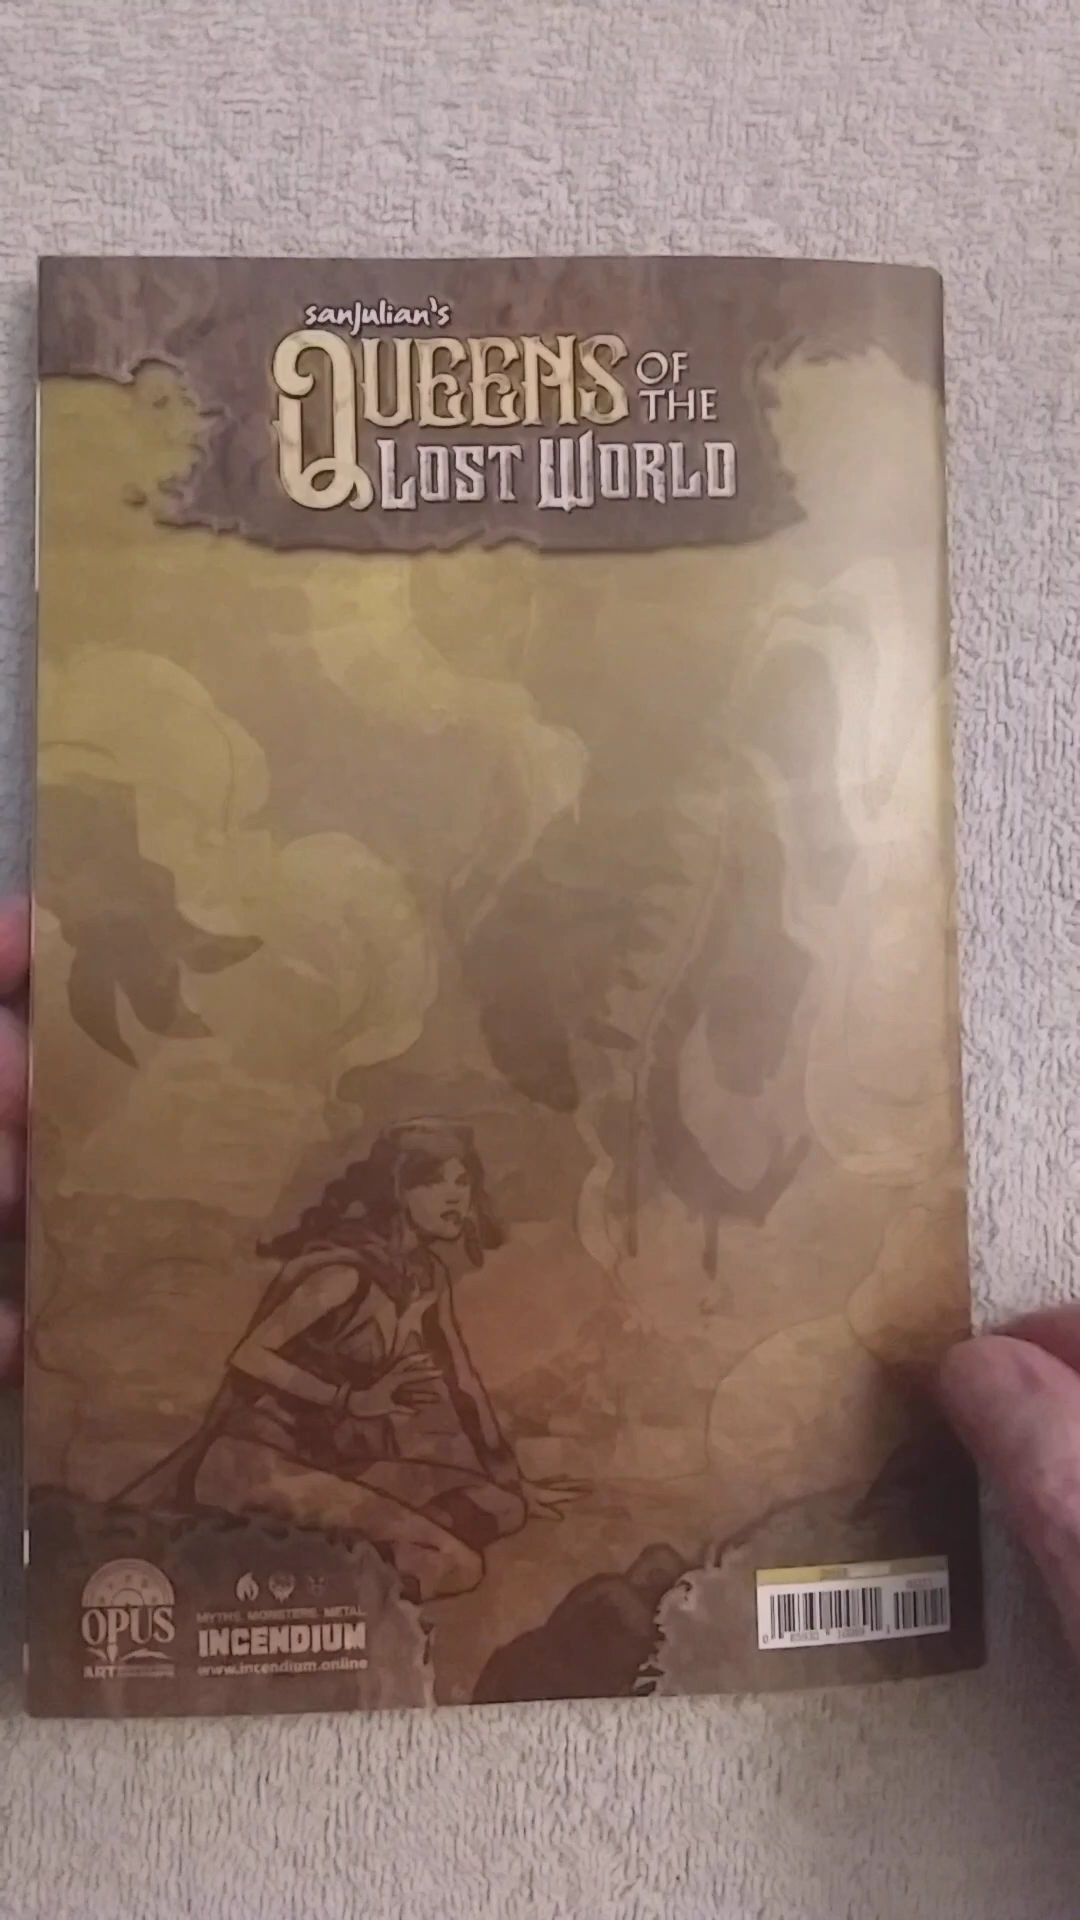 sanJulian's
QUEENS OF THE
LOST WORLD
OPUS
ART
MYTHS. MONSTERS. METAL
INCENDIUM
www.incendium.online